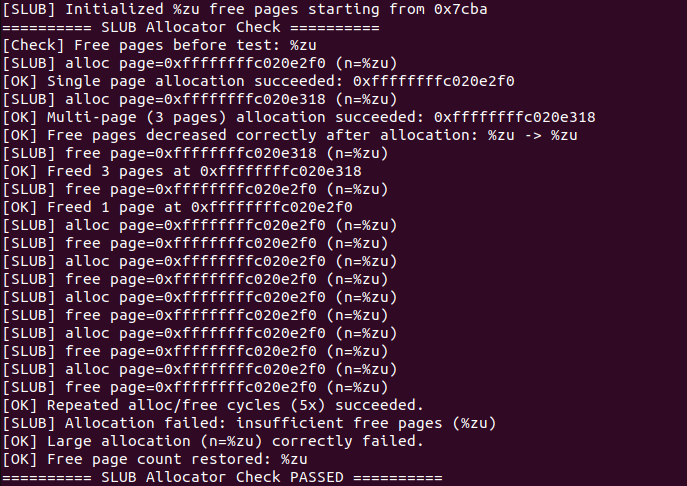 [SLUB] Initialized %zu free pages starting from 0x7cba
========== SLUB Allocator Check ==========
[Check] Free pages before test: %zu
[SLUB] alloc page=0xffffffffc020e2f0 (n=%zu)
[OK] Single page allocation succeeded: 0xffffffffc020e2f0
[SLUB] alloc page=0xffffffffc020e318 (n=%zu)
[OK] Multi-page (3 pages) allocation succeeded: 0xffffffffc020e318
[OK] Free pages decreased correctly after allocation: %zu -> %zu
[SLUB] free page=0xffffffffc020e318 (n=%zu)
[OK] Freed 3 pages at 0xffffffffc020e318
[SLUB] free page=0xffffffffc020e2f0 (n=%zu)
[OK] Freed 1 page at 0xffffffffc020e2f0
[SLUB] alloc page=0xffffffffc020e2f0 (n=%zu)
[SLUB] free page=0xffffffffc020e2f0 (n=%zu)
[SLUB] alloc page=0xffffffffc020e2f0 (n=%zu)
[SLUB] free page=0xffffffffc020e2f0 (n=%zu)
[SLUB] alloc page=0xffffffffc020e2f0 (n=%zu)
[SLUB] free page=0xffffffffc020e2f0 (n=%zu)
[SLUB] alloc page=0xffffffffc020e2f0 (n=%zu)
[SLUB] free page=0xffffffffc020e2f0 (n=%zu)
[SLUB] alloc page=0xffffffffc020e2f0 (n=%zu)
[SLUB] free page=0xffffffffc020e2f0 (n=%zu)
[OK] Repeated alloc/free cycles (5x) succeeded.
[SLUB] Allocation failed: insufficient free pages (%zu)
[OK] Large allocation (n=%zu) correctly failed.
[OK] Free page count restored: %zu
========== SLUB Allocator Check PASSED ==========